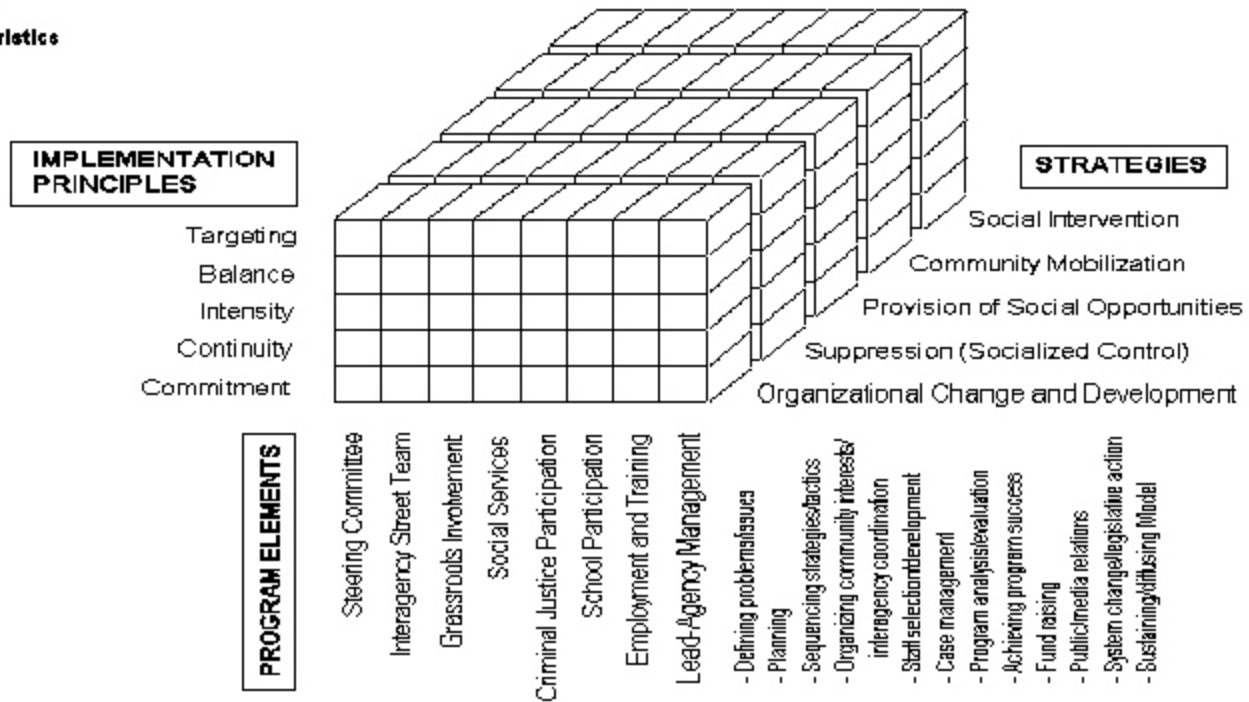 ristics
IMPLEMENTATION
PRINCIPLES
Targeting
Balance
Intensity
Continuity
Commitment
STRATEGIES
Social Intervention
Community Mobilization
Provision of Social Opportunities
Suppression (Socialized Control)
Organizational Change and Development
PROGRAM ELEMENTS
Steering Committee
Interagency Street Team
Grassroots Involvement
Social Services
Criminal Justice Participation
School Participation
Employment and Training
Lead-Agency Management
- Defining problems/issues
- Planning
- Sequencing strategies/tactics
- Organizing community interests/
interagency coordination
- Staff selection/development
- Case management
- Program analysis/evaluation
- Achieving program success
- Fund raising
- Public/media relations
- System change/legislative action
- Sustaining/diffusing Model